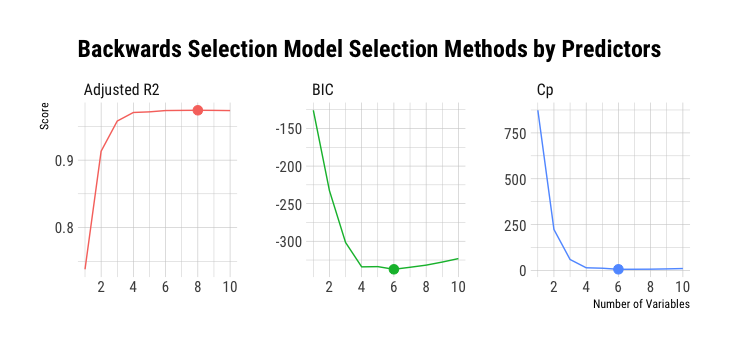 Backwards Selection Model Selection Methods by Predictors
Adjusted R2
BIC
Cp
Score
0.9
0.8
2 4 6 8 10
-150
-200
-250
-300
2 4 6 8 10
750
500
250
0
2 4 6 8 10
Number of Variables